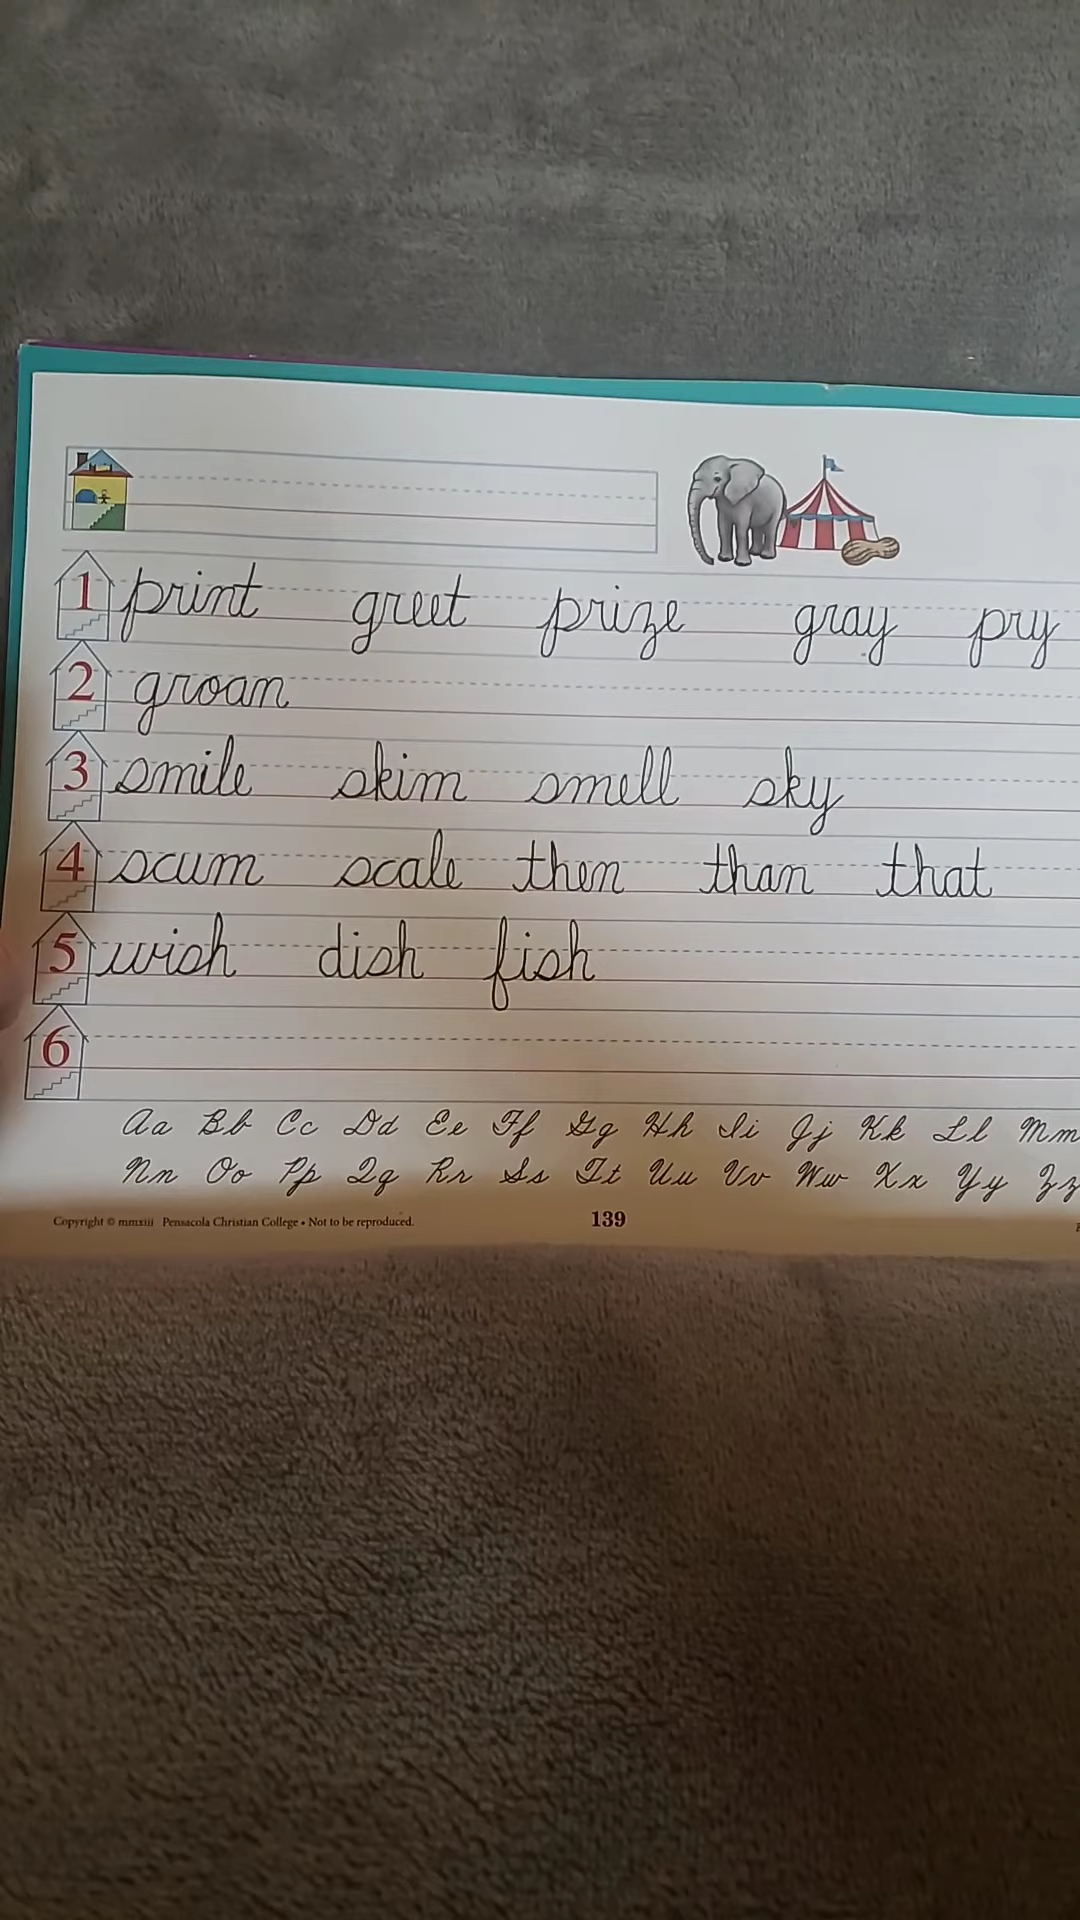 1 print greet prize gray pry
2 groan
3 smile skim smell sky
4 scum scale then than that
5 wish dish fish
6
Aa Bb Cc Dd Ee Ff Gg Hh Ii Jj Kk Ll Mm
Nn Oo Pp Qq Rr Ss Tt Uu Vv Ww Xx Yy Zz
Copyright © mmxiii Pensacola Christian College • Not to be reproduced. 139